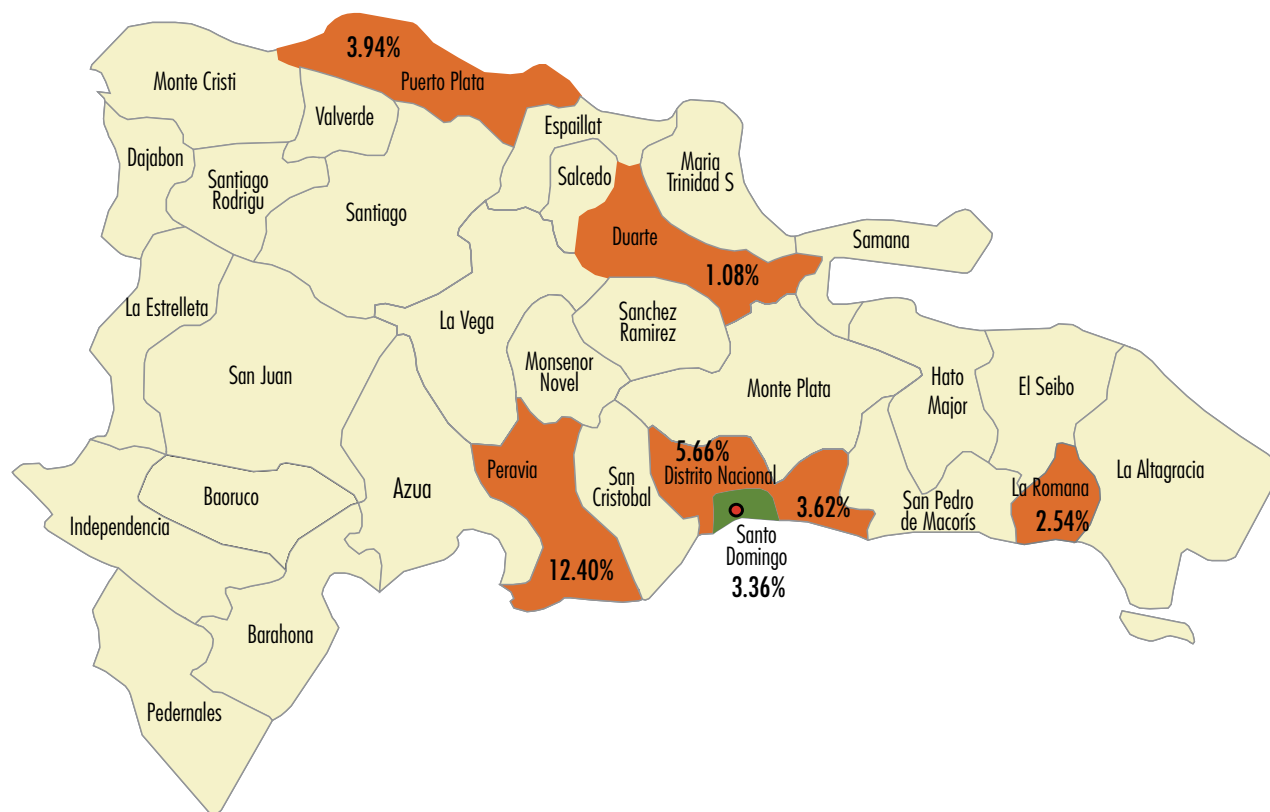 3.94%
Puerto Plata
Monte Cristi
Valverde
Espaillat
Dajabon
Salcedo
Maria
Trinidad S
Santiago
Rodrigu
Santiago
Duarte
Samana
1.08%
La Estrelleta
La Vega
Sanchez
Ramirez
San Juan
Monsenor
Novel
Monte Plata
Hato
Major
El Seibo
5.66%
Distrito Nacional
Peravia
San
Cristobal
Azua
Baoruco
La Altagracia
La Romana
2.54%
San Pedro
de Macorís
3.62%
Independencia
Santo
Domingo
3.36%
12.40%
Barahona
Pedernales